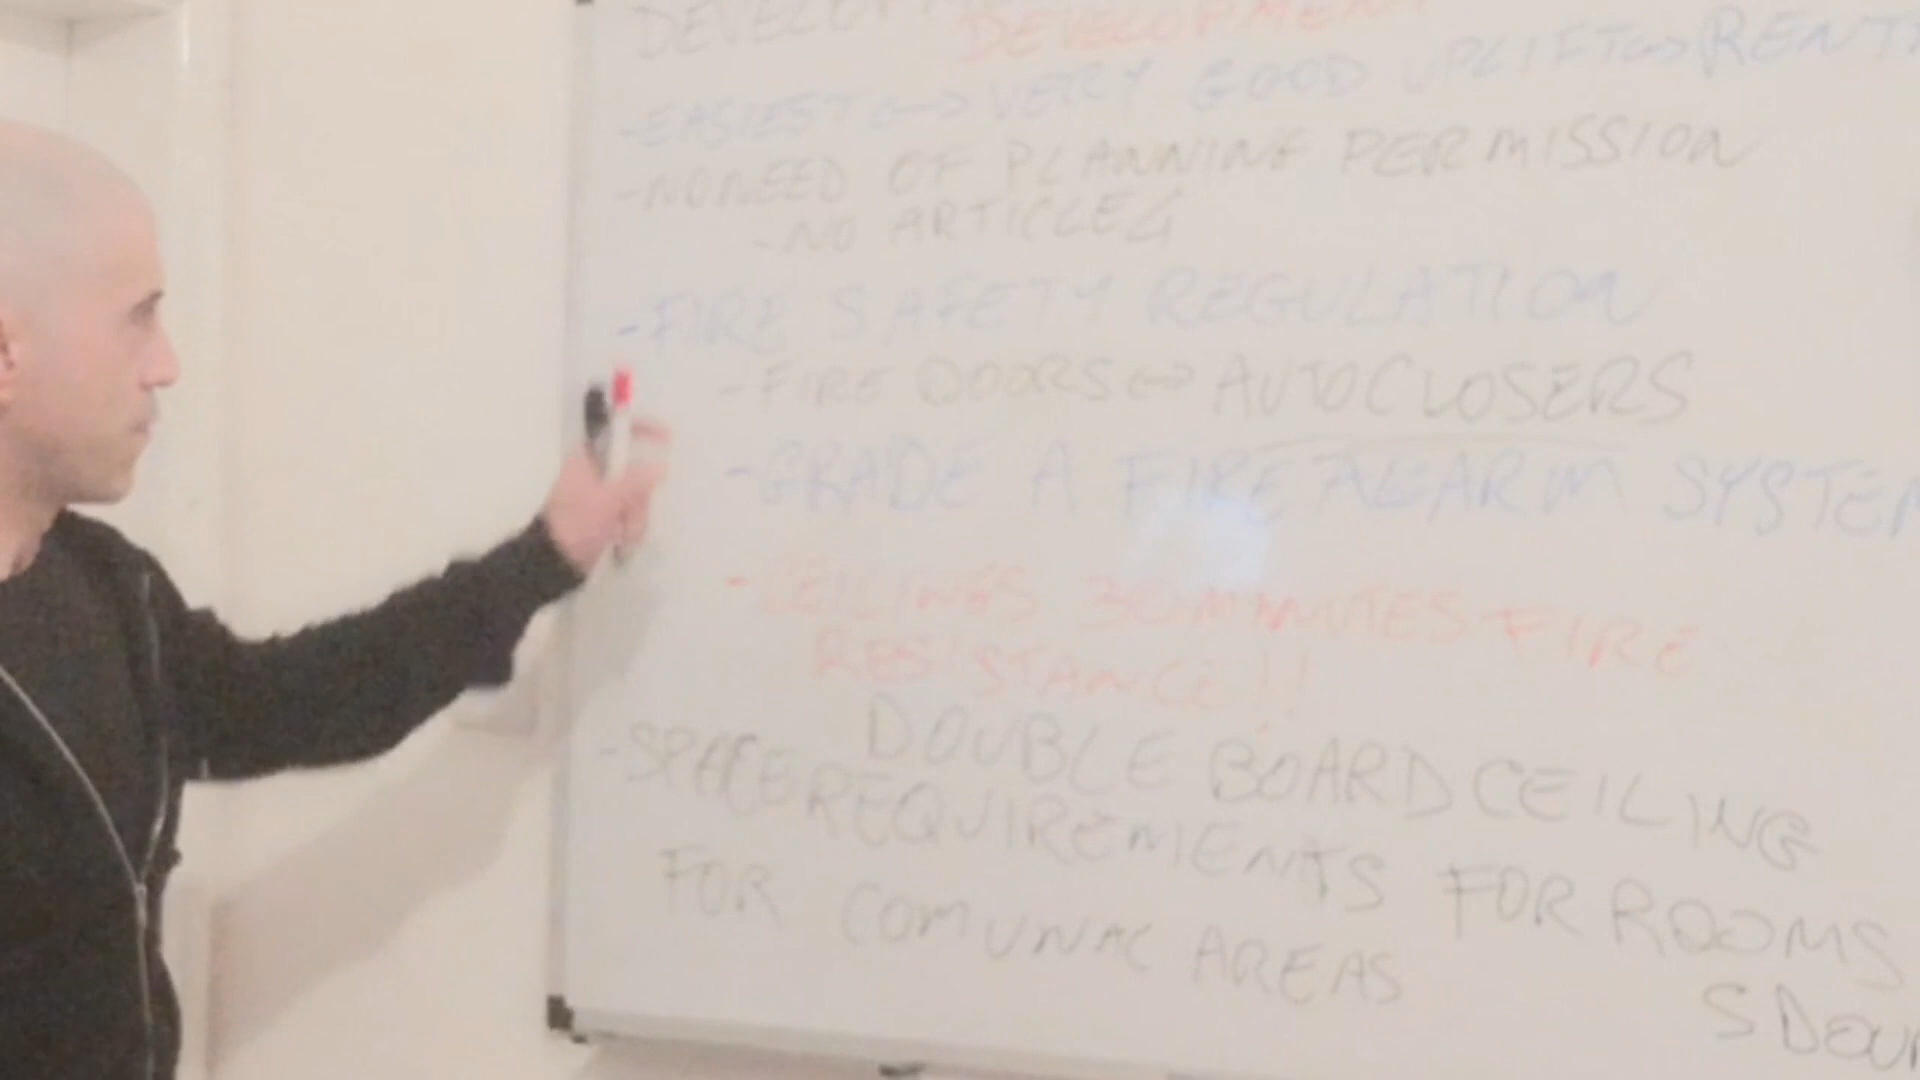 DEVELOPM DEVELOPMENT
-EASIEST <-> VERY GOOD UPLIFT <-> RENT
-NO NEED OF PLANNING PERMISSION
-NO ARTICLE 4
-FIRE SAFETY REGULATION
-FIRE DOORS <-> AUTOCLOSERS
-GRADE A FIRE ALARM SYSTEM
-CEILINGS 30 MINUTES FIRE
RESISTANCE!!
DOUBLE BOARD CEILING
-SPACE REQUIREMENTS FOR ROOMS
FOR COMUNAL AREAS